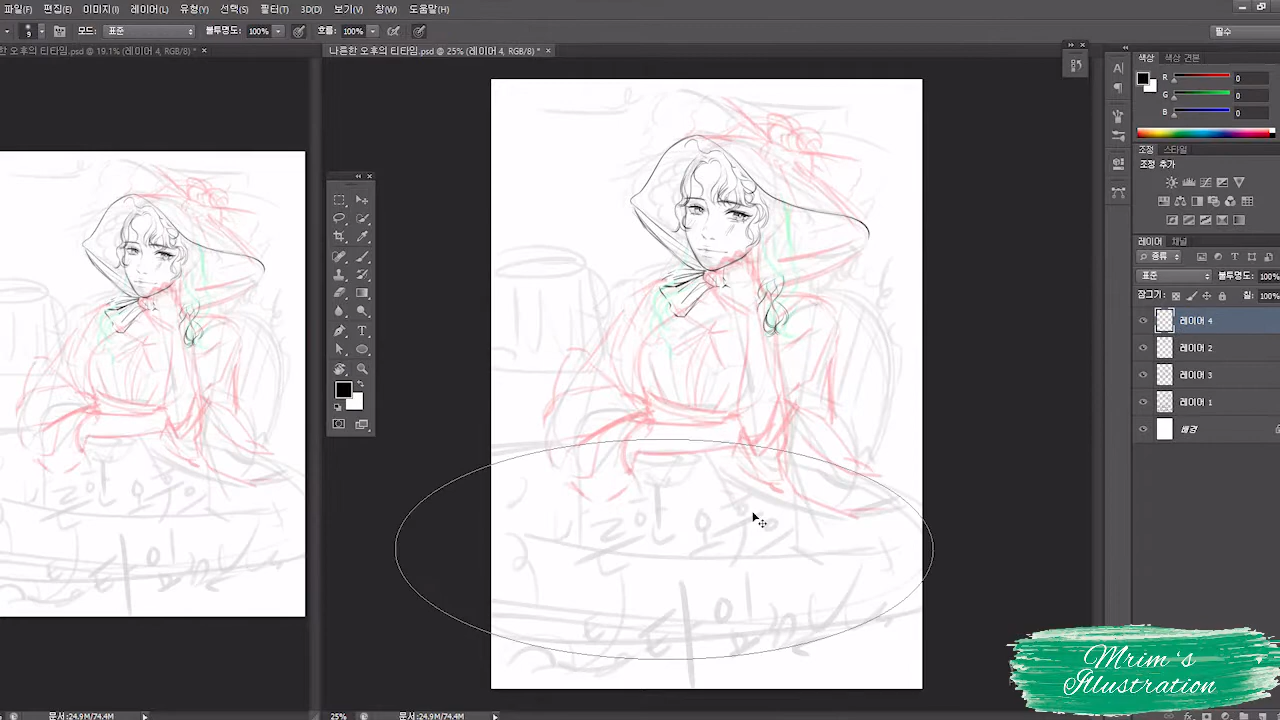 파일(F) 편집(E) 이미지(I) 레이어(L) 유형(Y) 선택(S) 필터(T) 3D(D) 보기(V) 창(W) 도움말(H)
9 모드: 표준 불투명도: 100% 흐름: 100% 필수
한 오후의 티타임.psd @ 19.1% (레이어 4, RGB/8) * ×
나른한 오후의 티타임.psd @ 25% (레이어 4, RGB/8) * ×
색상 색상 견본
R 0
G 0
B 0
조정 스타일
조정 추가
레이어 채널
종류
표준 불투명도: 100%
잠그기: 칠: 100%
레이어 4
레이어 2
레이어 3
레이어 1
배경
나른한 오후의
티타임
Mrim's
Illustration
문서:24.9M/74.4M
25% 문서:24.9M/74.4M